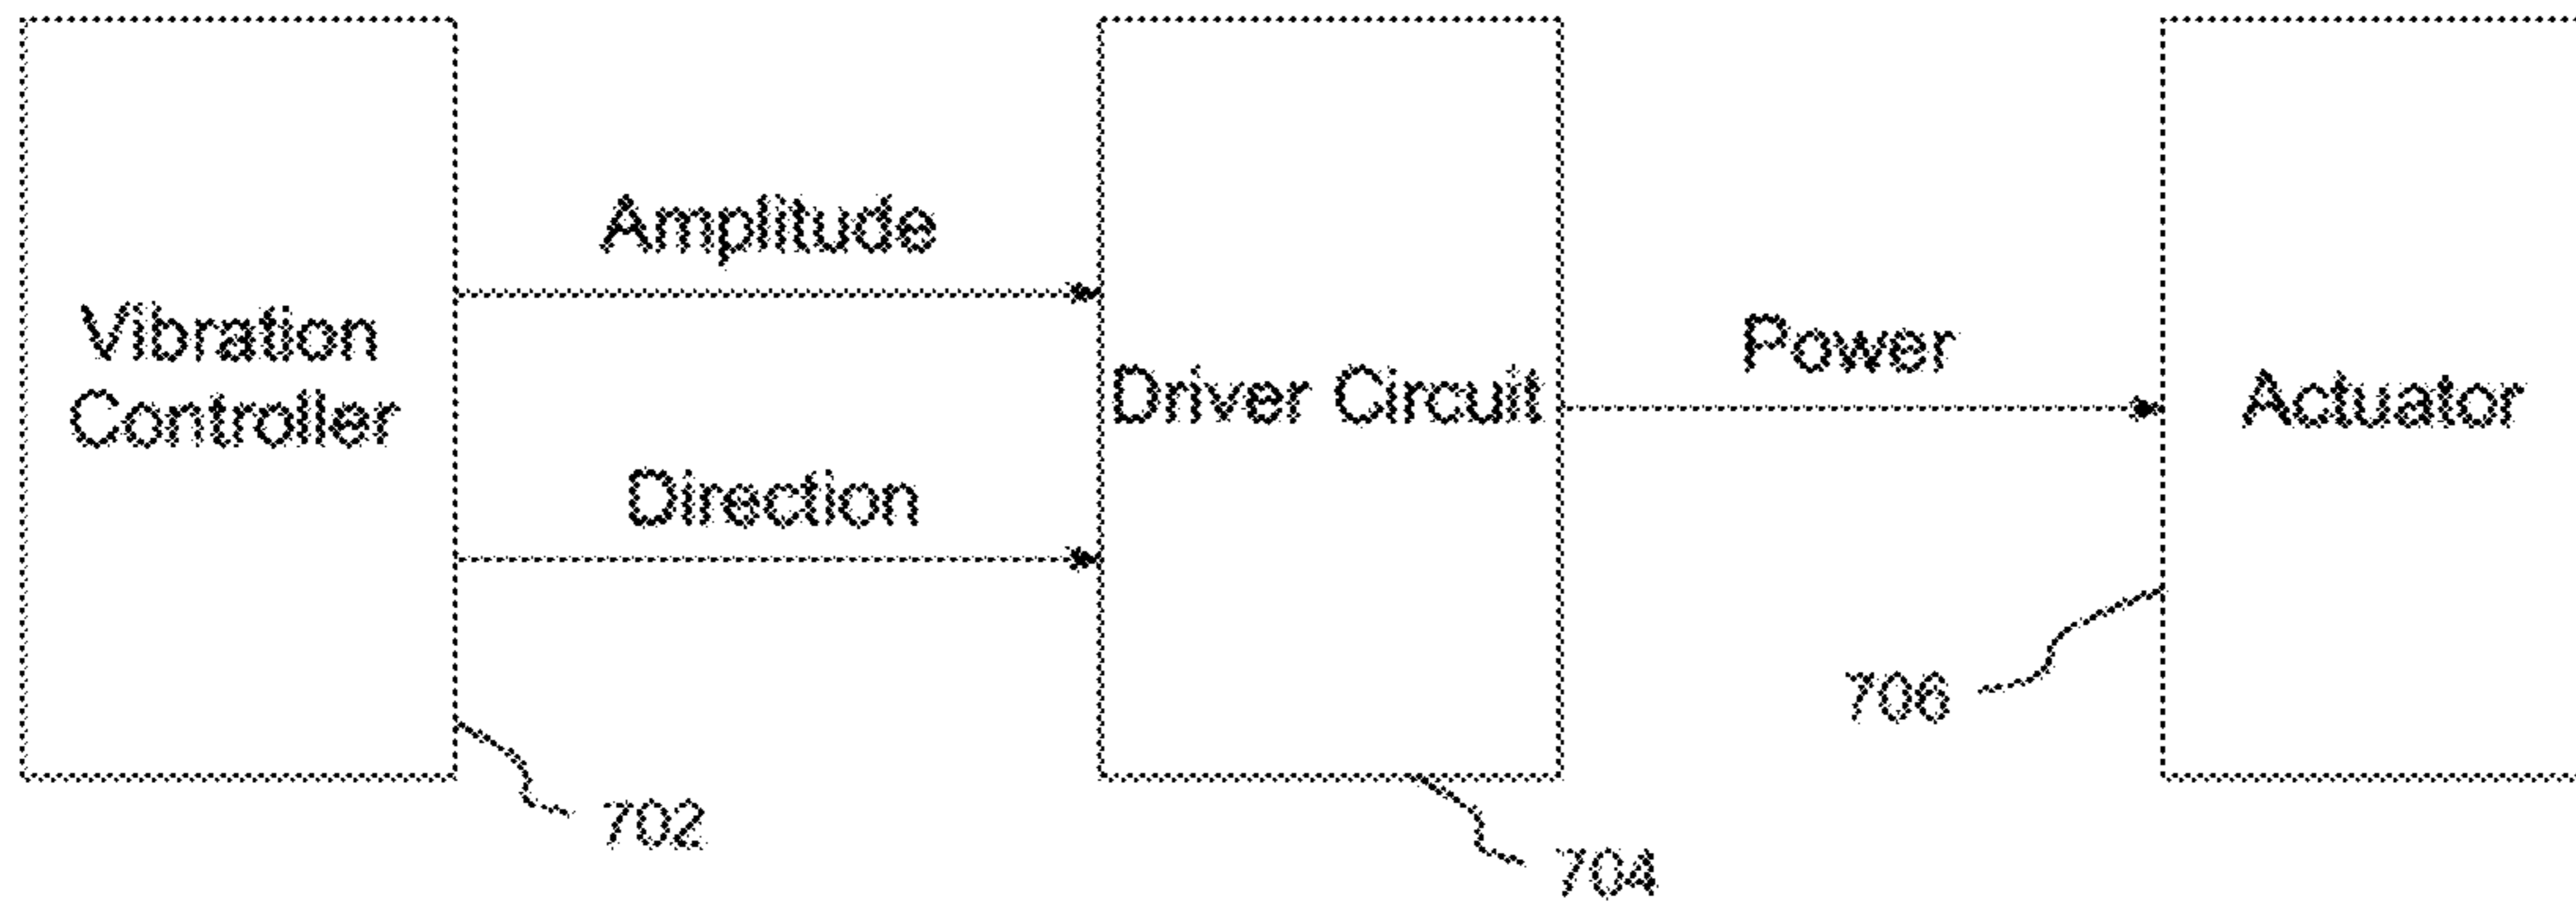 Vibration
Controller
Amplitude
Direction
Driver Circuit
Power
Actuator
702
704
706